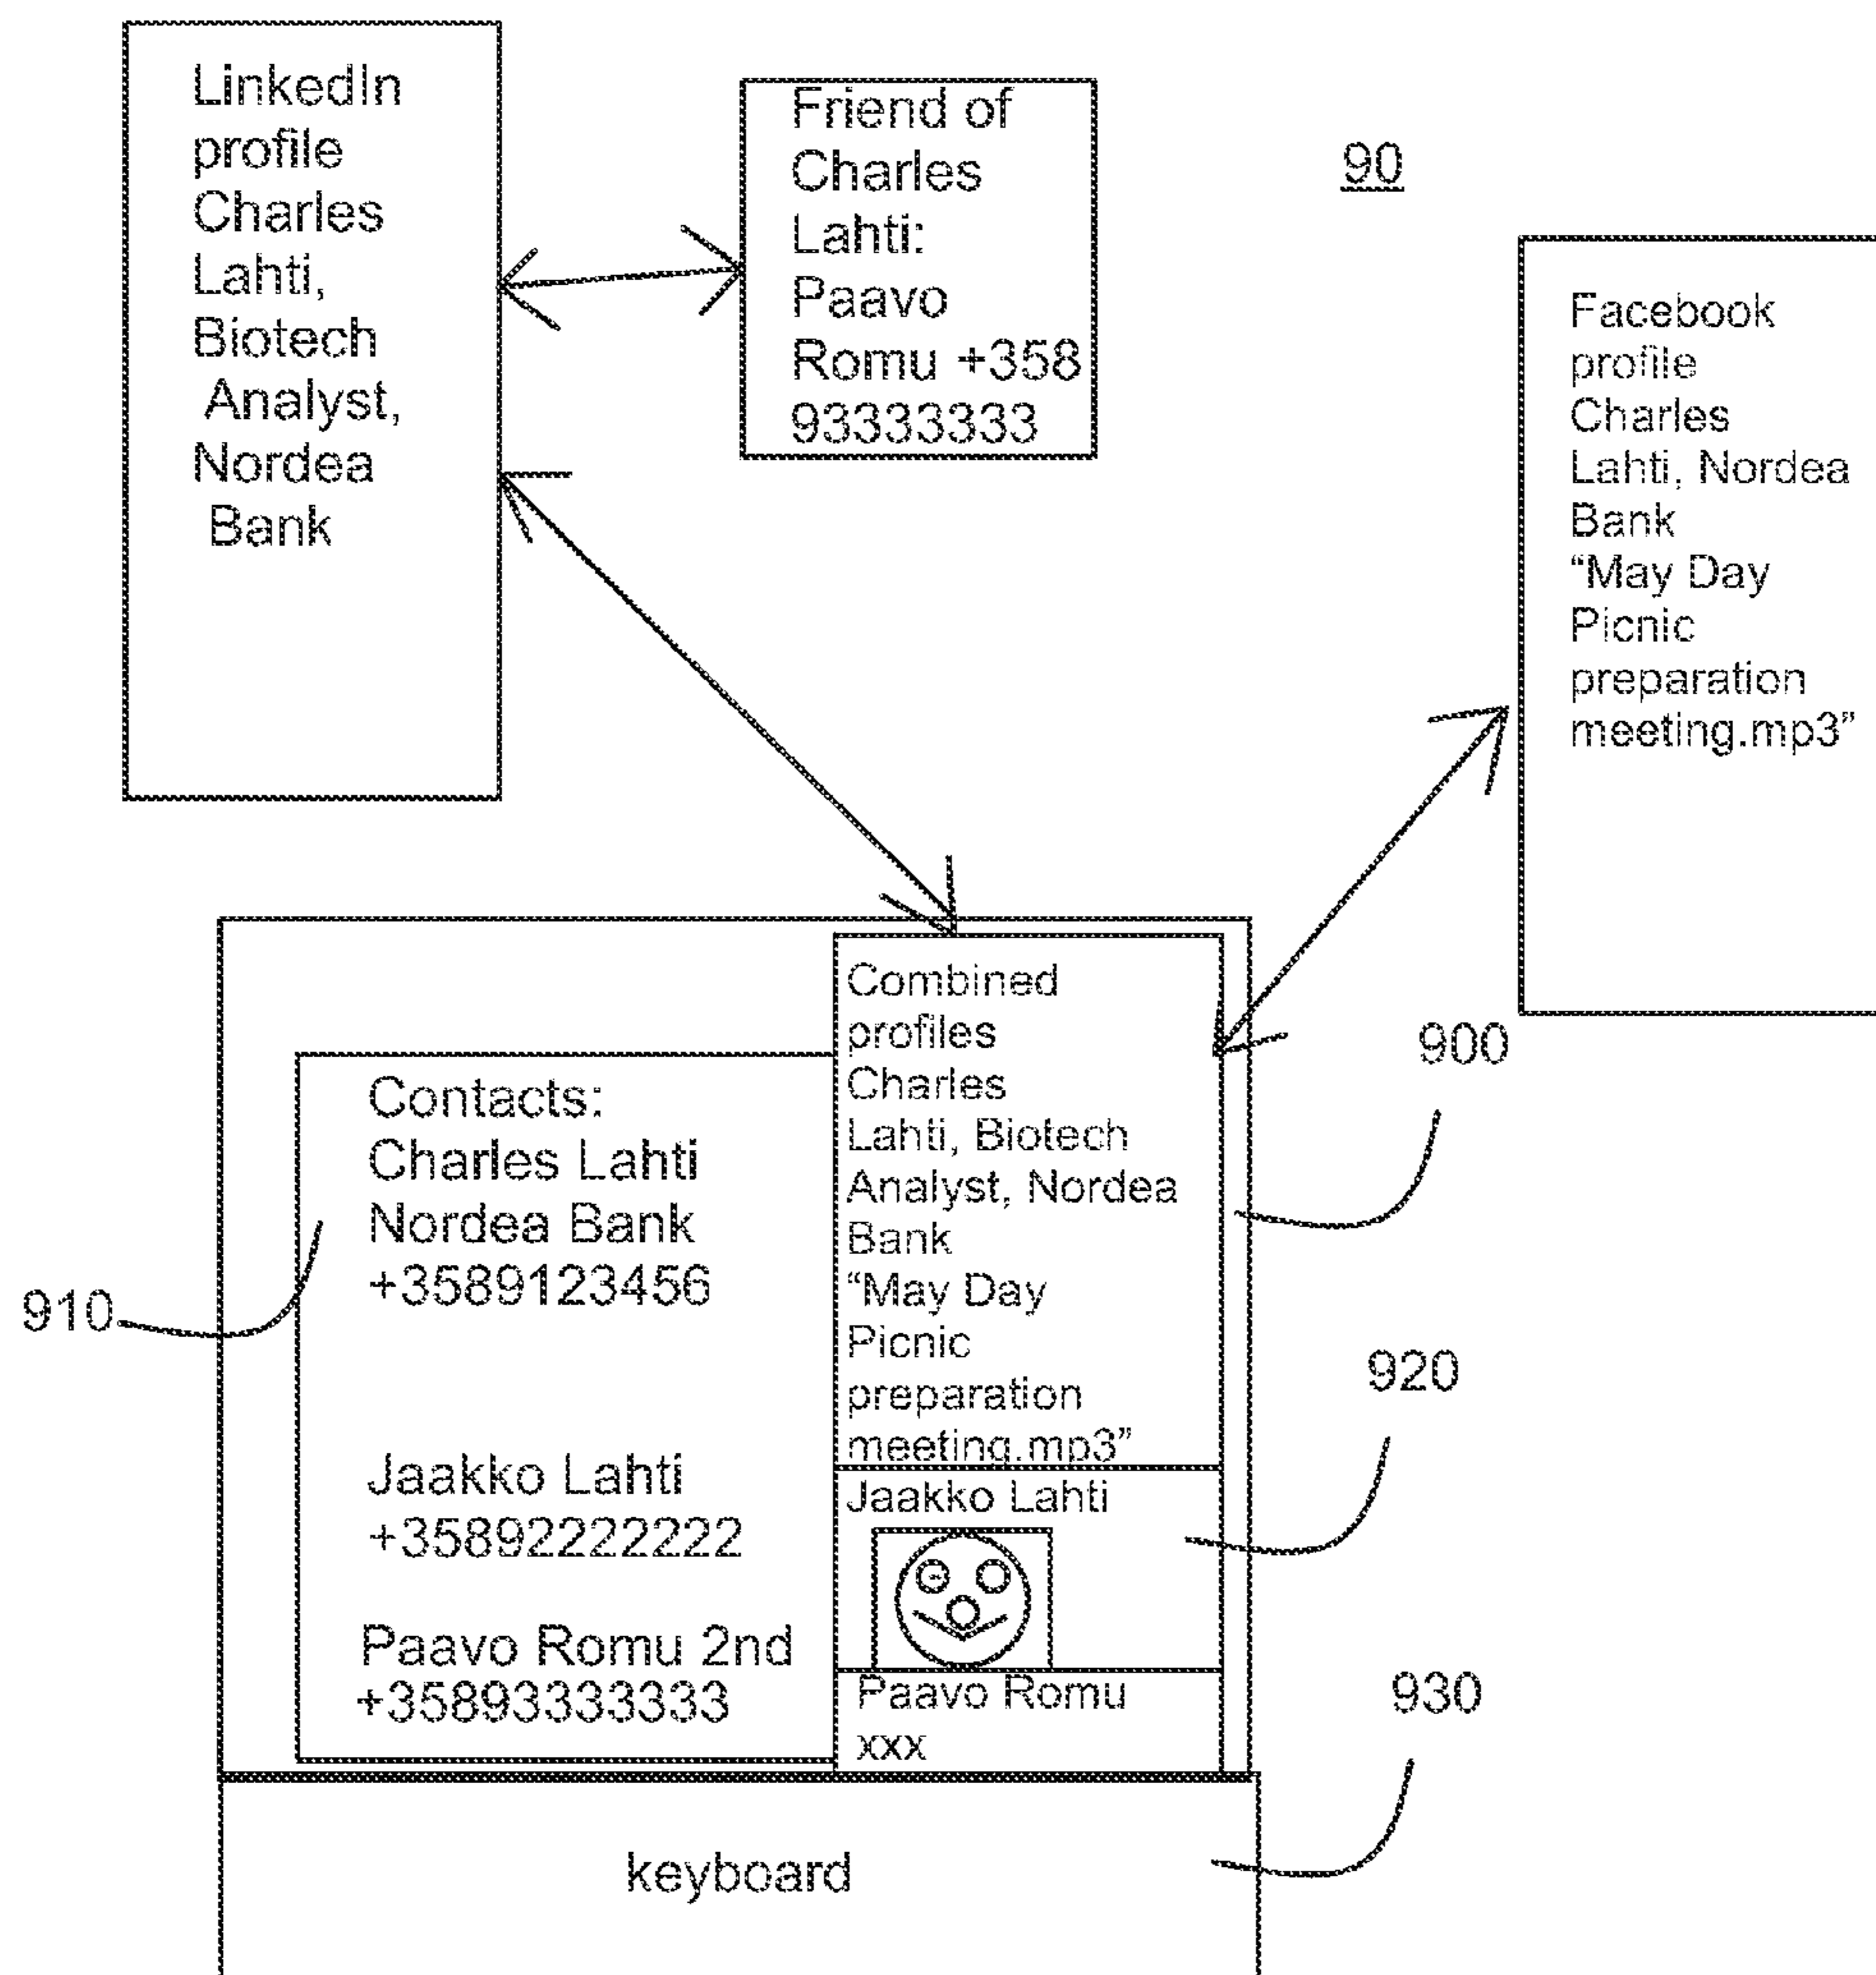 LinkedIn
profile
Charles
Lahti,
Biotech
Analyst,
Nordea
Bank
Friend of
Charles
Lahti:
Paavo
Romu +358
93333333
90
Facebook
profile
Charles
Lahti, Nordea
Bank
“May Day
Picnic
preparation
meeting.mp3”
Contacts:
Charles Lahti
Nordea Bank
+3589123456
Jaakko Lahti
+35892222222
Paavo Romu 2nd
+35893333333
Combined
profiles
Charles
Lahti, Biotech
Analyst, Nordea
Bank
“May Day
Picnic
preparation
meeting.mp3”
Jaakko Lahti
Paavo Romu
xxx
900
910
920
930
keyboard